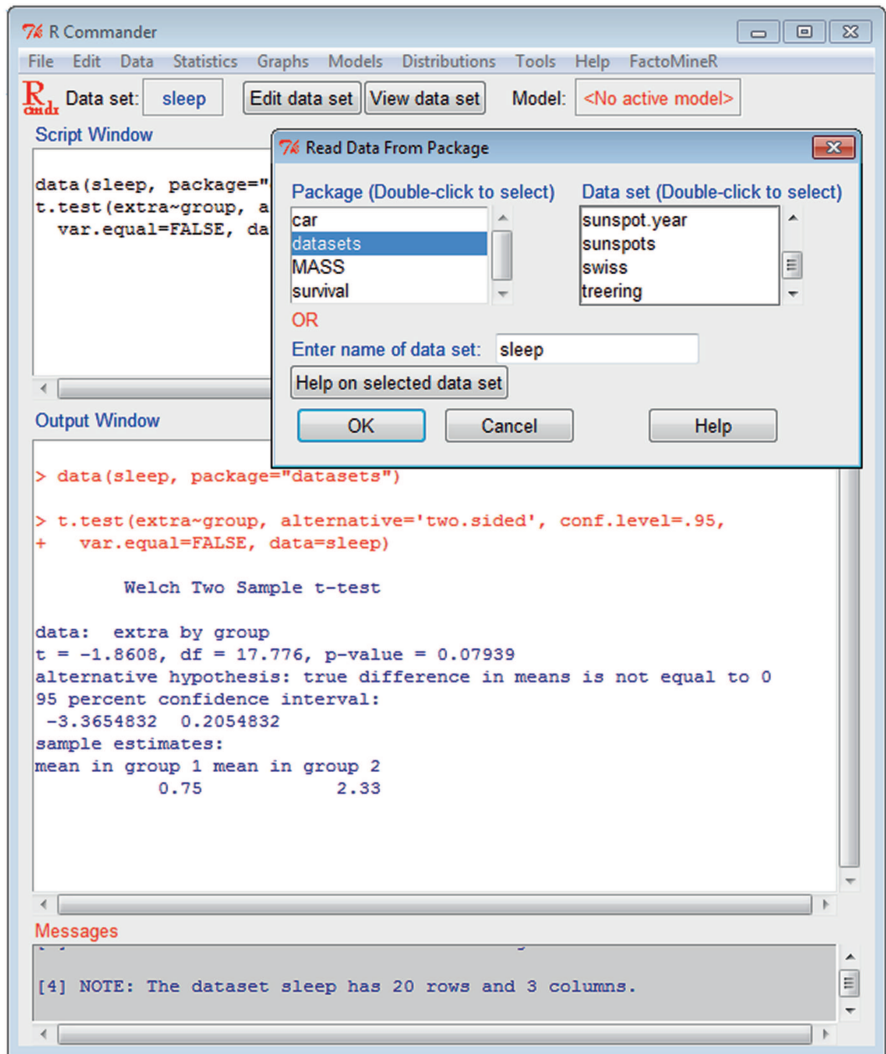 R Commander
File Edit Data Statistics Graphs Models Distributions Tools Help FactoMineR
R cmdr Data set: sleep Edit data set View data set Model: <No active model>
Script Window
data(sleep, package="
t.test(extra~group, a
var.equal=FALSE, da
Read Data From Package
Package (Double-click to select) Data set (Double-click to select)
car
datasets
MASS
survival
sunspot.year
sunspots
swiss
treering
OR
Enter name of data set: sleep
Help on selected data set
OK Cancel Help
Output Window
> data(sleep, package="datasets")
> t.test(extra~group, alternative='two.sided', conf.level=.95,
+   var.equal=FALSE, data=sleep)
Welch Two Sample t-test
data:  extra by group
t = -1.8608, df = 17.776, p-value = 0.07939
alternative hypothesis: true difference in means is not equal to 0
95 percent confidence interval:
-3.3654832  0.2054832
sample estimates:
mean in group 1 mean in group 2
0.75 2.33
Messages
[4] NOTE: The dataset sleep has 20 rows and 3 columns.